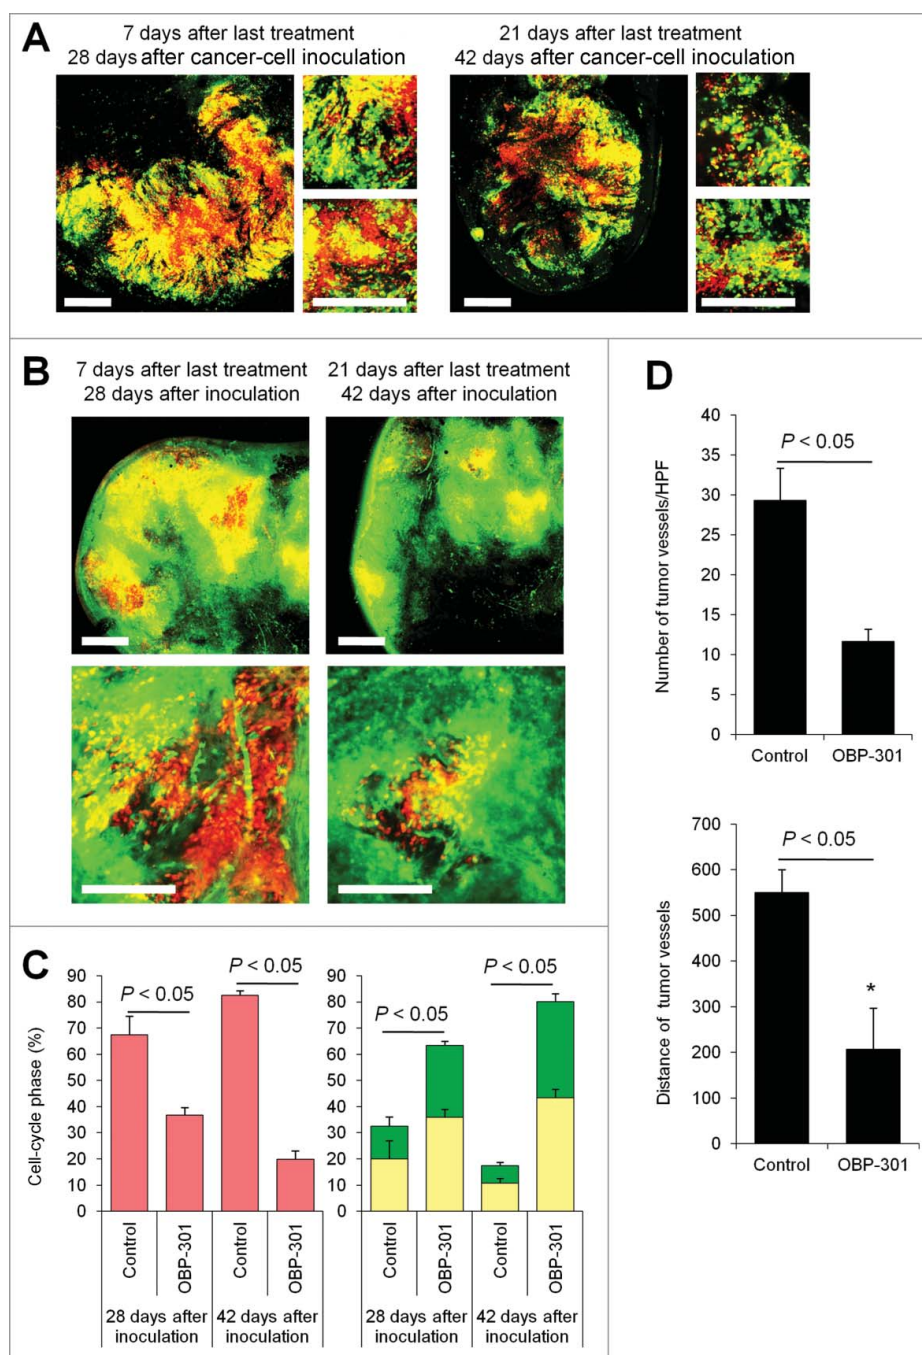 A
7 days after last treatment
28 days after cancer-cell inoculation
21 days after last treatment
42 days after cancer-cell inoculation
B
7 days after last treatment
28 days after inoculation
21 days after last treatment
42 days after inoculation
C
Cell-cycle phase (%)
90
80
70
60
50
40
30
20
10
0
P < 0.05
P < 0.05
Control
OBP-301
Control
OBP-301
28 days after
inoculation
42 days after
inoculation
90
80
70
60
50
40
30
20
10
0
P < 0.05
P < 0.05
Control
OBP-301
Control
OBP-301
28 days after
inoculation
42 days after
inoculation
D
Number of tumor vessels/HPF
40
35
30
25
20
15
10
5
0
P < 0.05
Control
OBP-301
Distance of tumor vessels
700
600
500
400
300
200
100
0
P < 0.05
*
Control
OBP-301